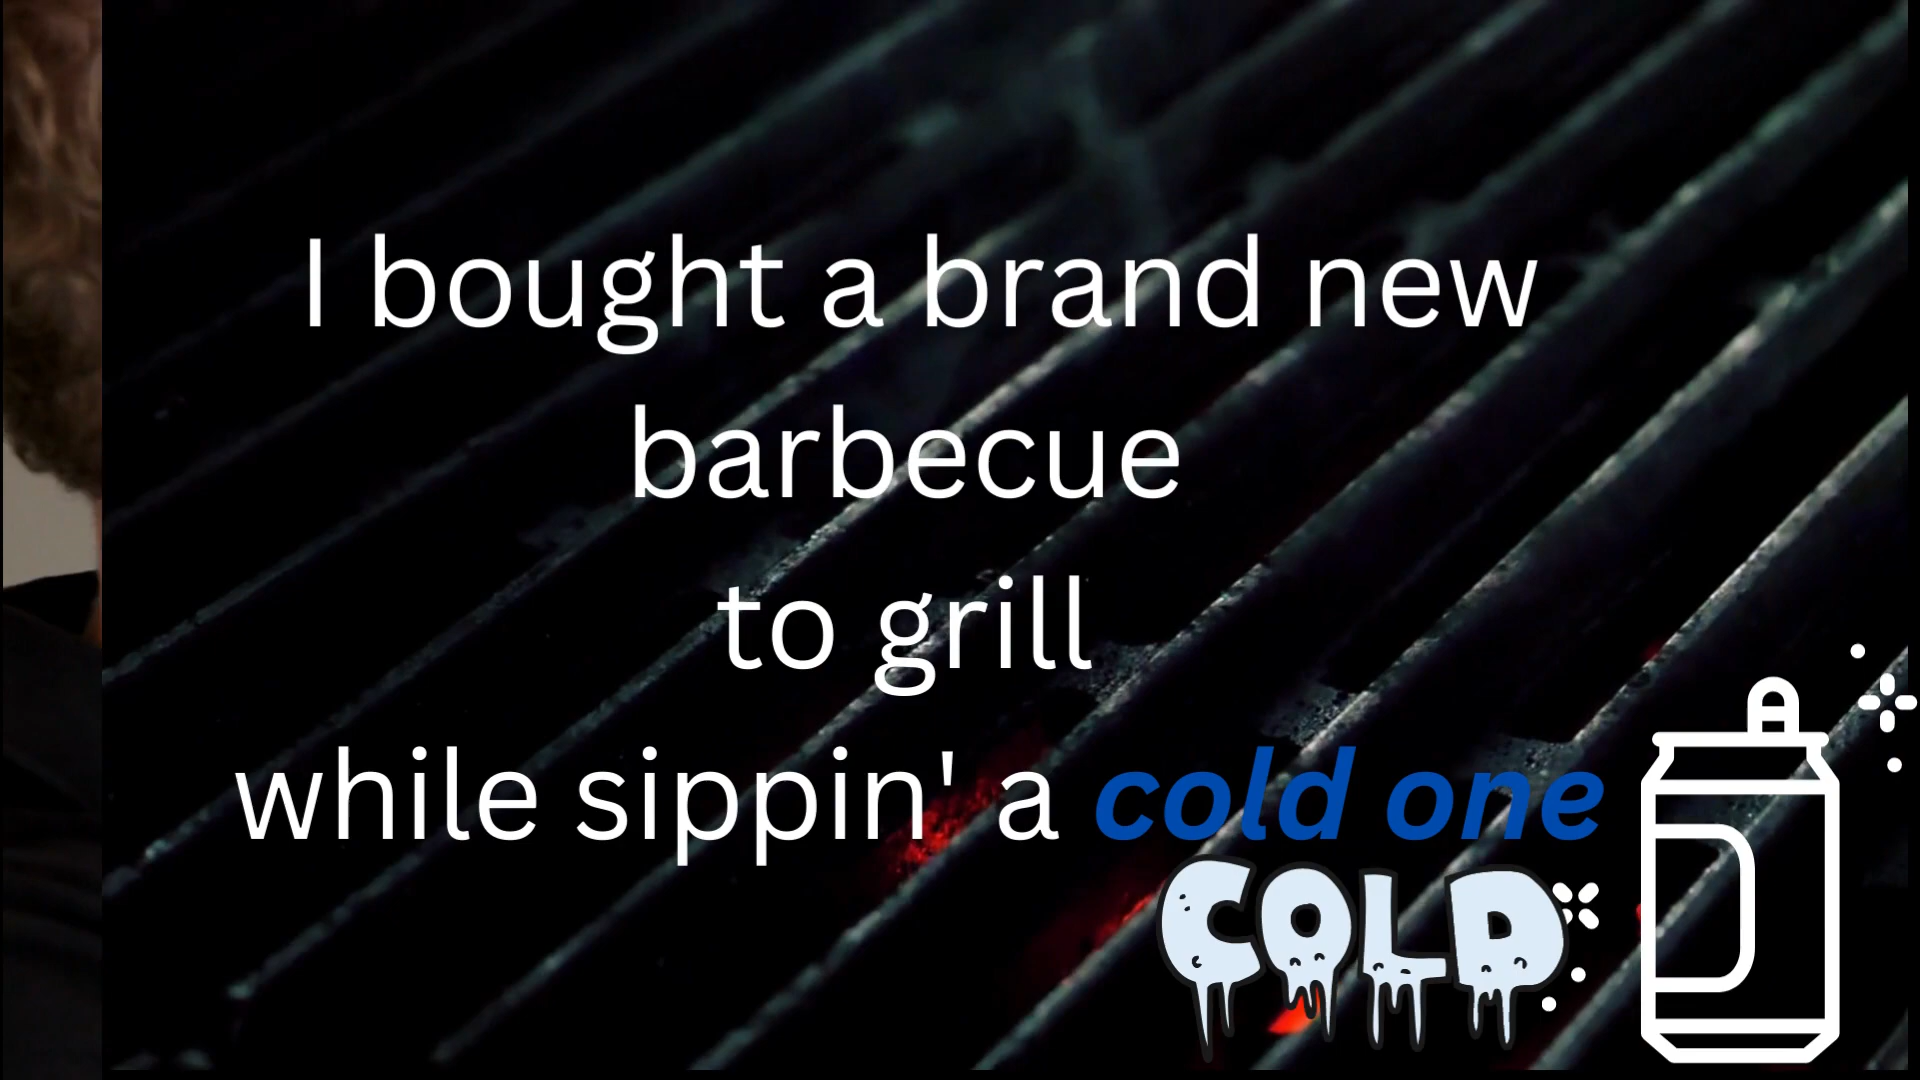 I bought a brand new
barbecue
to grill
while sippin' a cold one
COLD